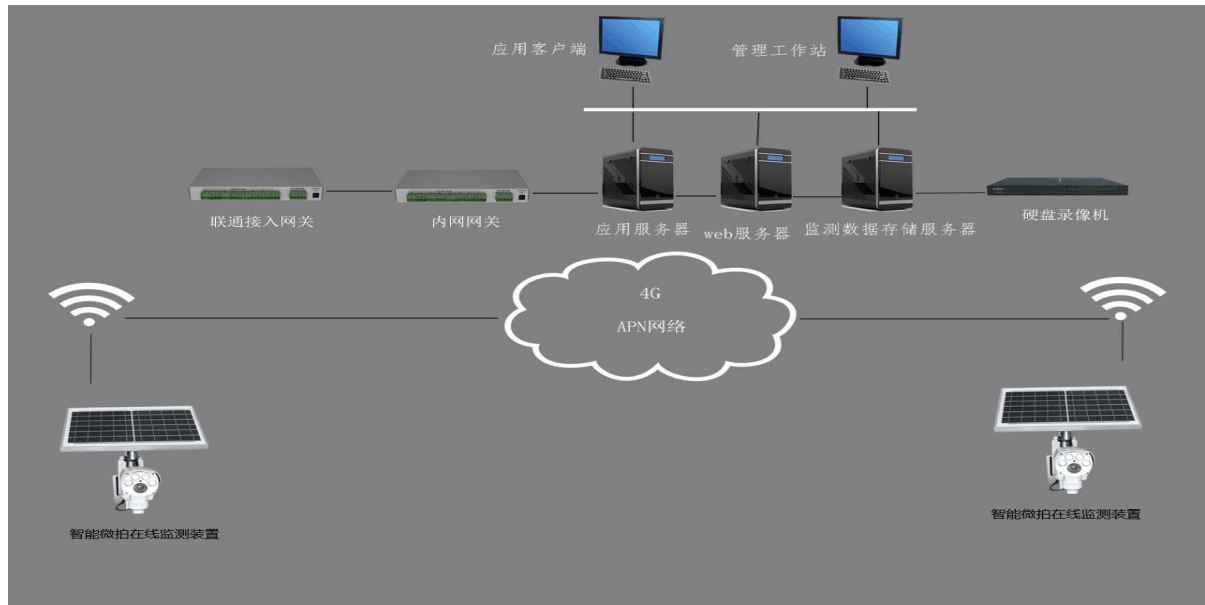 应用客户端
管理工作站
联通接入网关
内网网关
应用服务器
web服务器
监测数据存储服务器
硬盘录像机
4G
APN网络
智能微拍在线监测装置
智能微拍在线监测装置